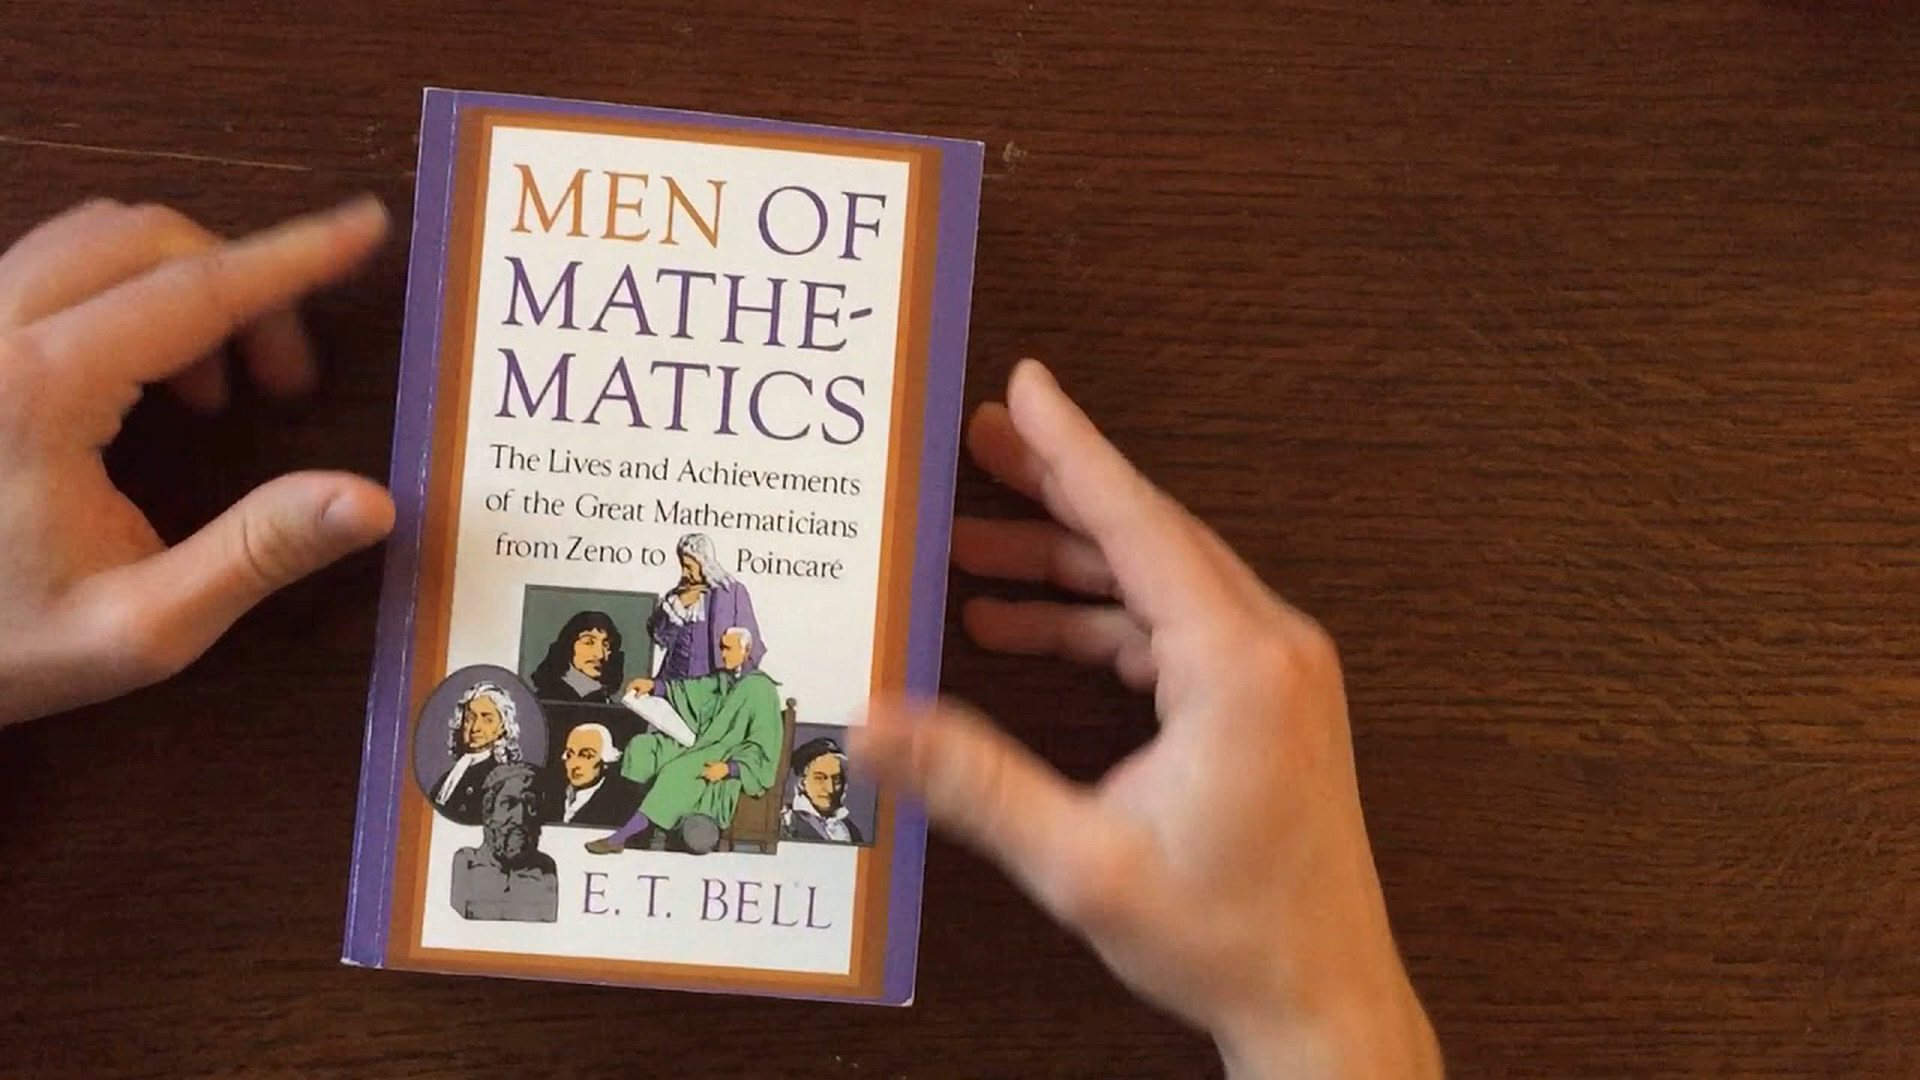 MEN OF
MATHE-
MATICS
The Lives and Achievements
of the Great Mathematicians
from Zeno to Poincaré
E. T. BELL